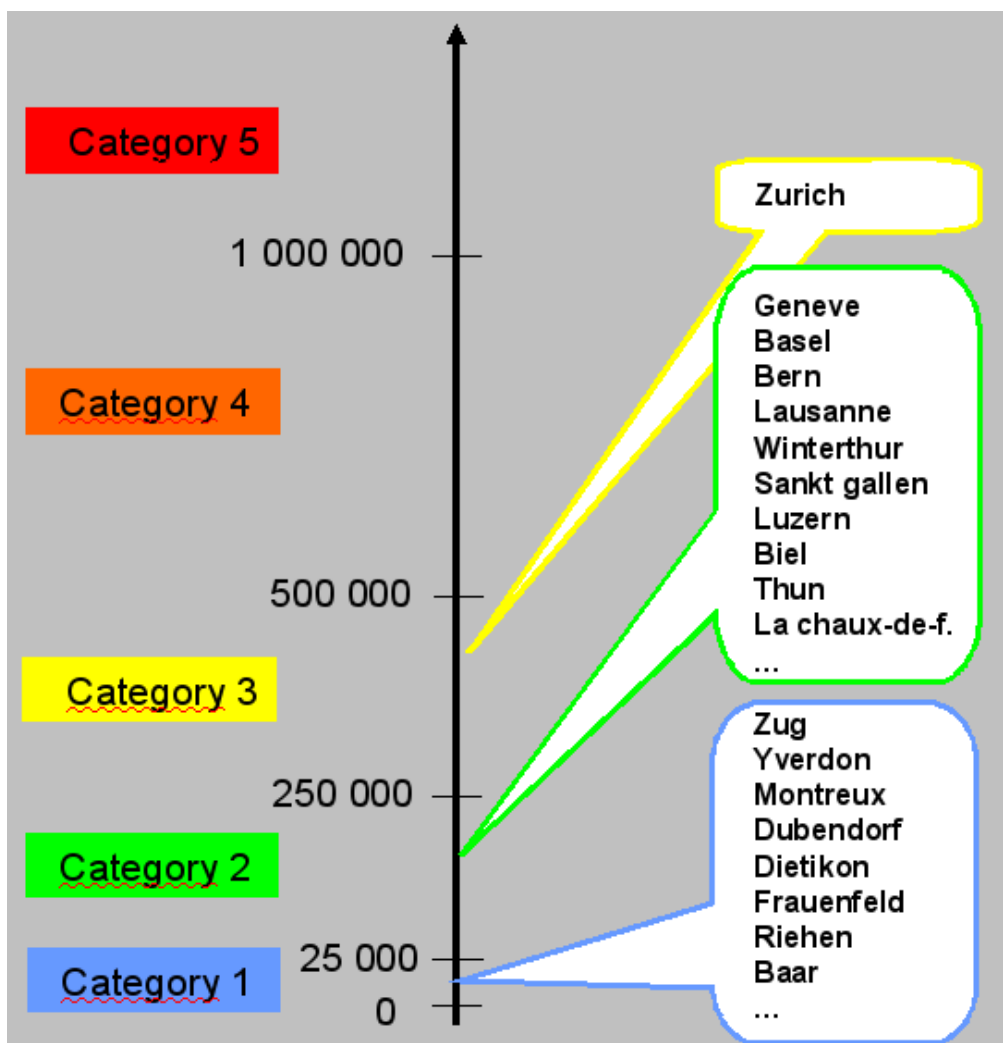 Category 5
1 000 000
Category 4
500 000
Category 3
250 000
Category 2
25 000
Category 1
0
Zurich
Geneve
Basel
Bern
Lausanne
Winterthur
Sankt gallen
Luzern
Biel
Thun
La chaux-de-f.
...
Zug
Yverdon
Montreux
Dubendorf
Dietikon
Frauenfeld
Riehen
Baar
...